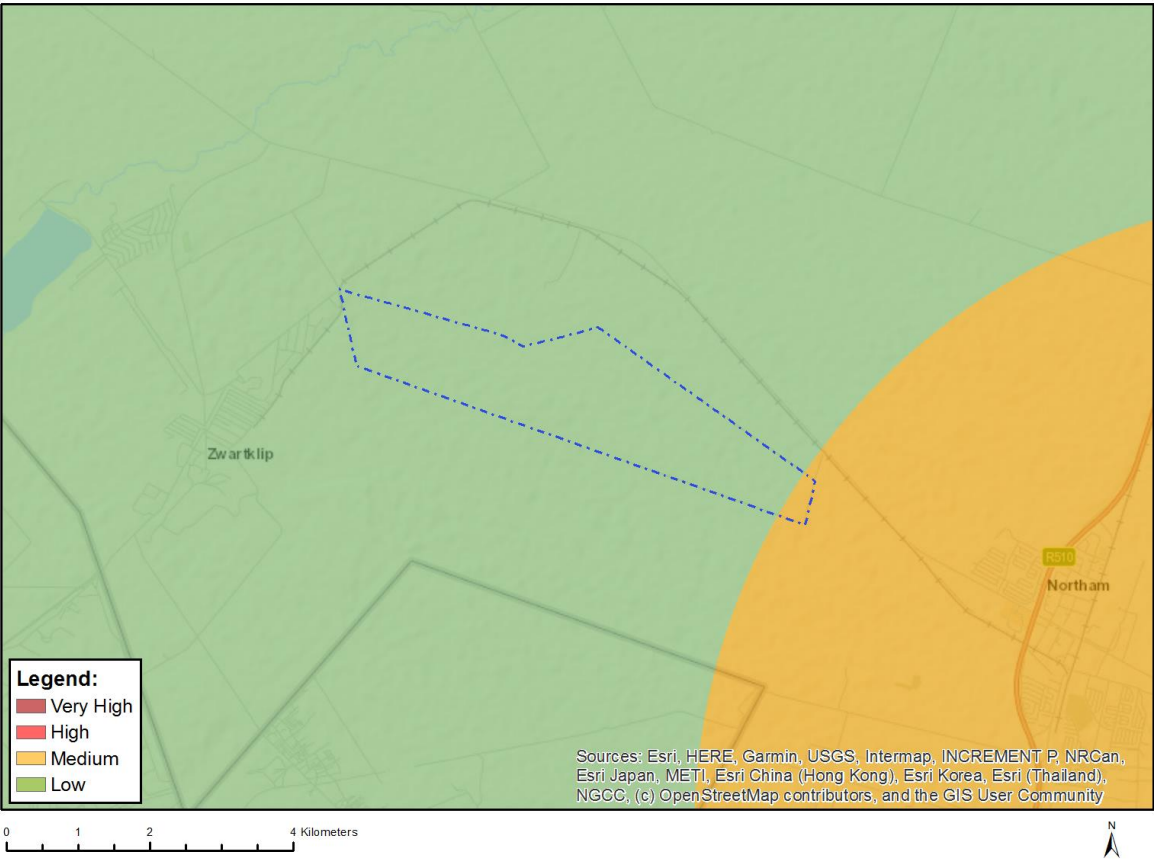 Zwartklip
R510
Northam
Legend:
Very High
High
Medium
Low
Sources: Esri, HERE, Garmin, USGS, Intermap, INCREMENT P, NRCan,
Esri Japan, METI, Esri China (Hong Kong), Esri Korea, Esri (Thailand),
NGCC, (c) OpenStreetMap contributors, and the GIS User Community
0 1 2 4 Kilometers
N